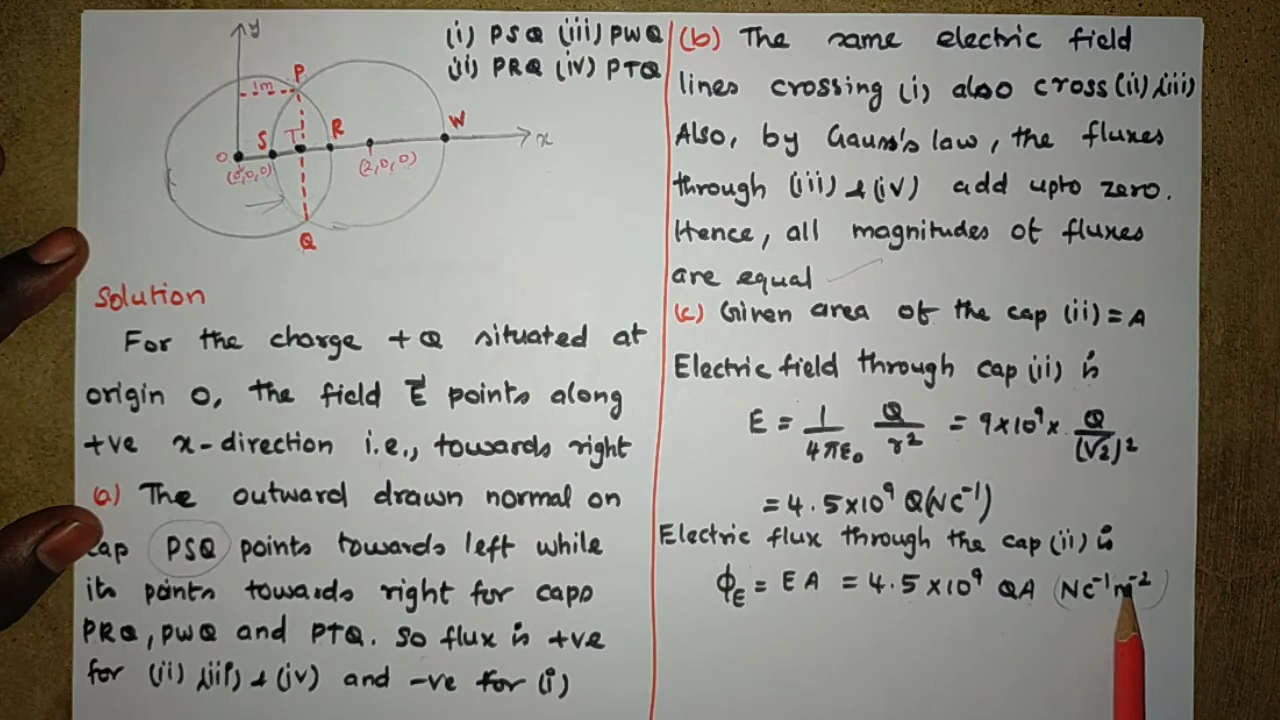 y
(i) PSQ (iii) PWQ
(ii) PRQ (iv) PTQ
P
1m
S
T
R
W
x
O
(0,0,0)
(2,0,0)
Q
Solution
For the charge +Q situated at
origin O, the field E⃗ points along
+ve x-direction i.e., towards right
(a) The outward drawn normal on
cap PSQ points towards left while
its points towards right for caps
PRQ, PWQ and PTQ. So flux is +ve
for (ii), (iii) & (iv) and -ve for (i)
(b) The same electric field
lines crossing (i) also cross (ii) & (iii)
Also, by Gauss's law, the fluxes
through (iii) & (iv) add upto zero.
Hence, all magnitudes of fluxes
are equal
(c) Given area of the cap (ii) = A
Electric field through cap (ii) is
E = 1/4πε₀ Q/r² = 9×10⁹ × Q/(√2)²
= 4.5×10⁹ Q(NC⁻¹)
Electric flux through the cap (ii) is
ϕE = EA = 4.5×10⁹ QA (NC⁻¹m⁻²)